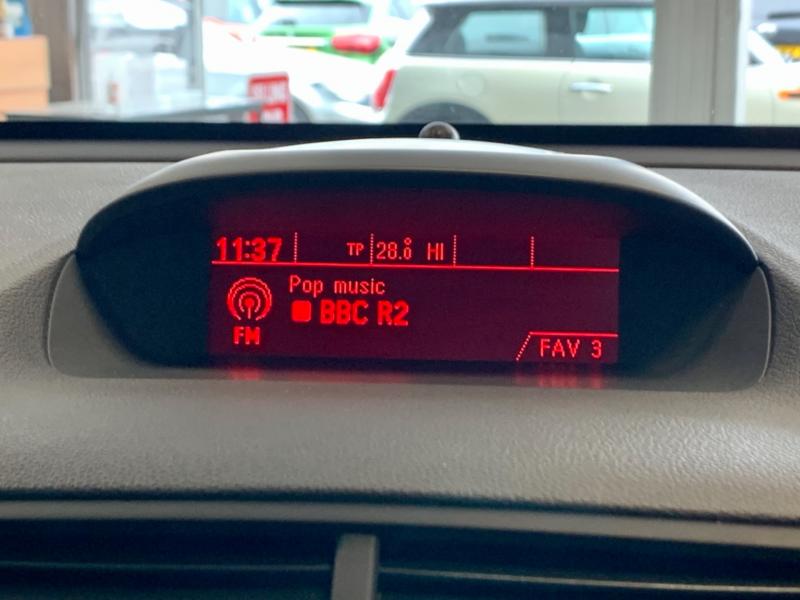 11:37 TP 28.0 HI
Pop music
BBC R2
FM
FAV 3